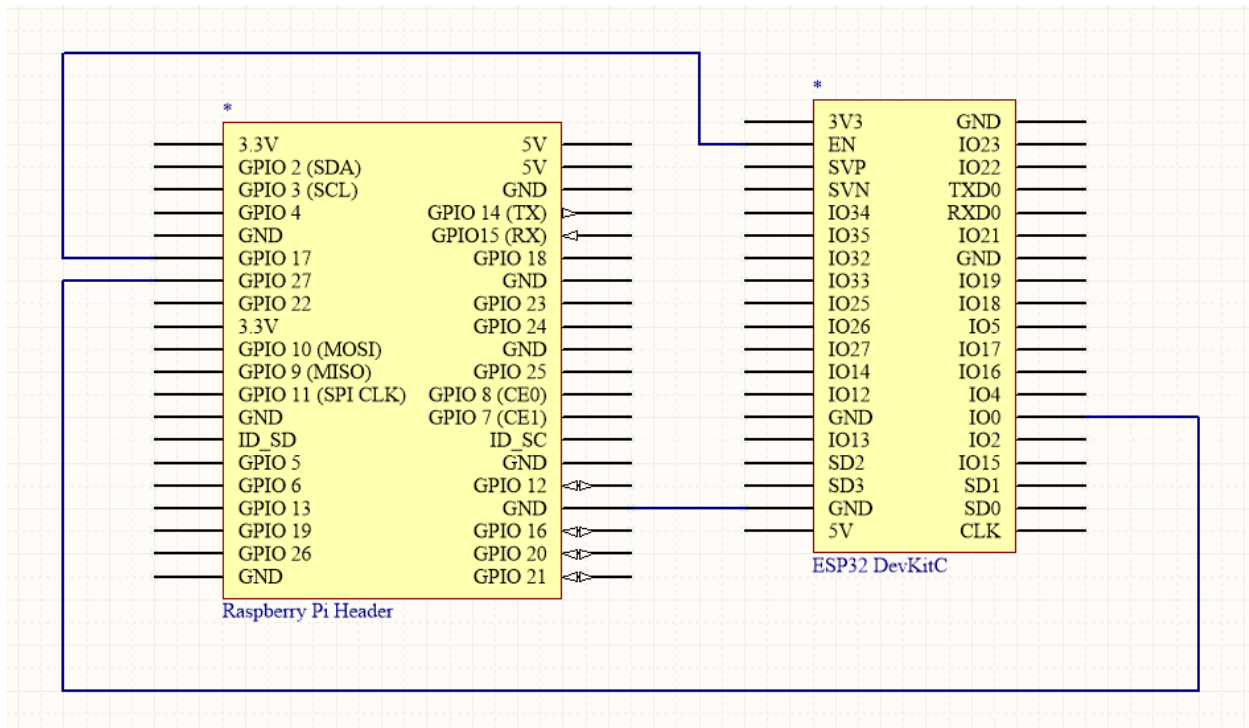 *
3.3V 5V
GPIO 2 (SDA) 5V
GPIO 3 (SCL) GND
GPIO 4 GPIO 14 (TX)
GND GPIO15 (RX)
GPIO 17 GPIO 18
GPIO 27 GND
GPIO 22 GPIO 23
3.3V GPIO 24
GPIO 10 (MOSI) GND
GPIO 9 (MISO) GPIO 25
GPIO 11 (SPI CLK) GPIO 8 (CE0)
GND GPIO 7 (CE1)
ID_SD ID_SC
GPIO 5 GND
GPIO 6 GPIO 12
GPIO 13 GND
GPIO 19 GPIO 16
GPIO 26 GPIO 20
GND GPIO 21
Raspberry Pi Header
*
3V3 GND
EN IO23
SVP IO22
SVN TXD0
IO34 RXD0
IO35 IO21
IO32 GND
IO33 IO19
IO25 IO18
IO26 IO5
IO27 IO17
IO14 IO16
IO12 IO4
GND IO0
IO13 IO2
SD2 IO15
SD3 SD1
GND SD0
5V CLK
ESP32 DevKitC